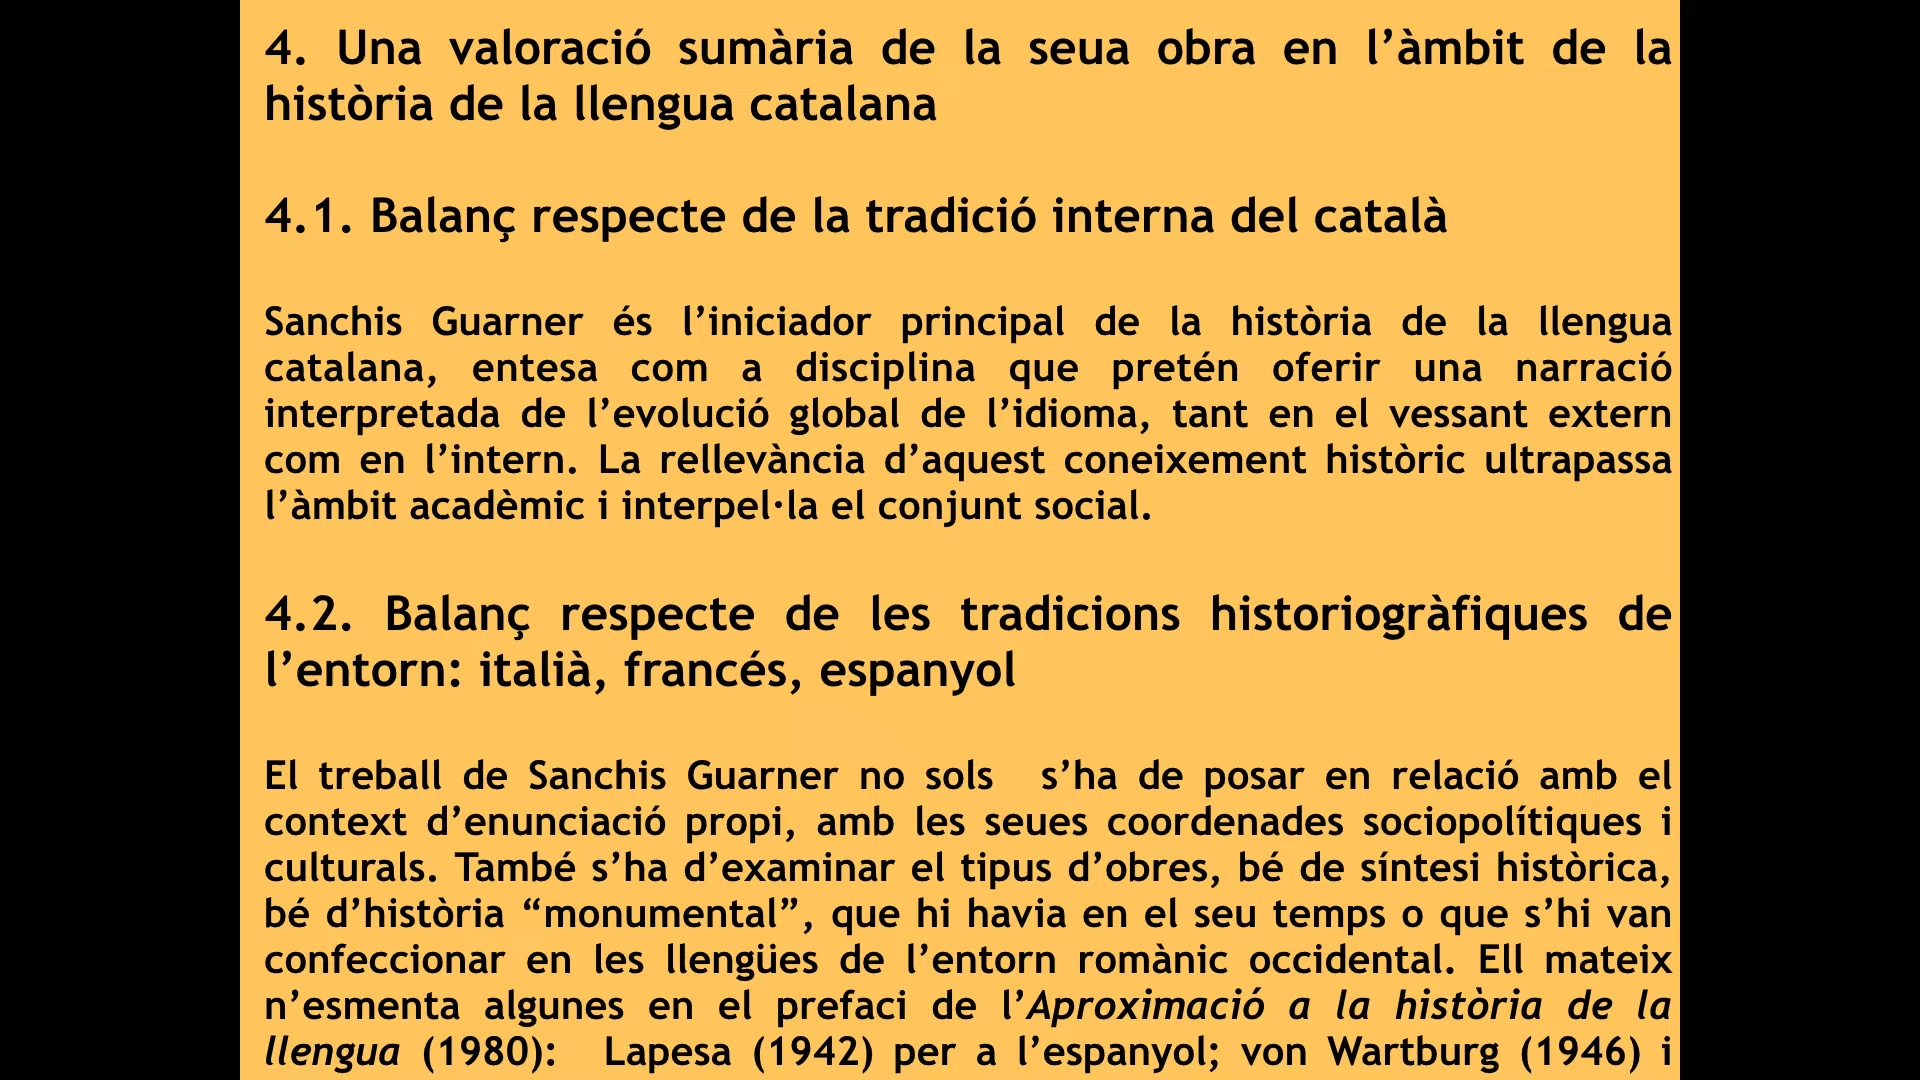 4. Una valoració sumària de la seua obra en l’àmbit de la
història de la llengua catalana
4.1. Balanç respecte de la tradició interna del català
Sanchis Guarner és l’iniciador principal de la història de la llengua
catalana, entesa com a disciplina que pretén oferir una narració
interpretada de l’evolució global de l’idioma, tant en el vessant extern
com en l’intern. La rellevància d’aquest coneixement històric ultrapassa
l’àmbit acadèmic i interpel·la el conjunt social.
4.2. Balanç respecte de les tradicions historiogràfiques de
l’entorn: italià, francés, espanyol
El treball de Sanchis Guarner no sols s’ha de posar en relació amb el
context d’enunciació propi, amb les seues coordenades sociopolítiques i
culturals. També s’ha d’examinar el tipus d’obres, bé de síntesi històrica,
bé d’història “monumental”, que hi havia en el seu temps o que s’hi van
confeccionar en les llengües de l’entorn romànic occidental. Ell mateix
n’esmenta algunes en el prefaci de l’Aproximació a la història de la
llengua (1980): Lapesa (1942) per a l’espanyol; von Wartburg (1946) i